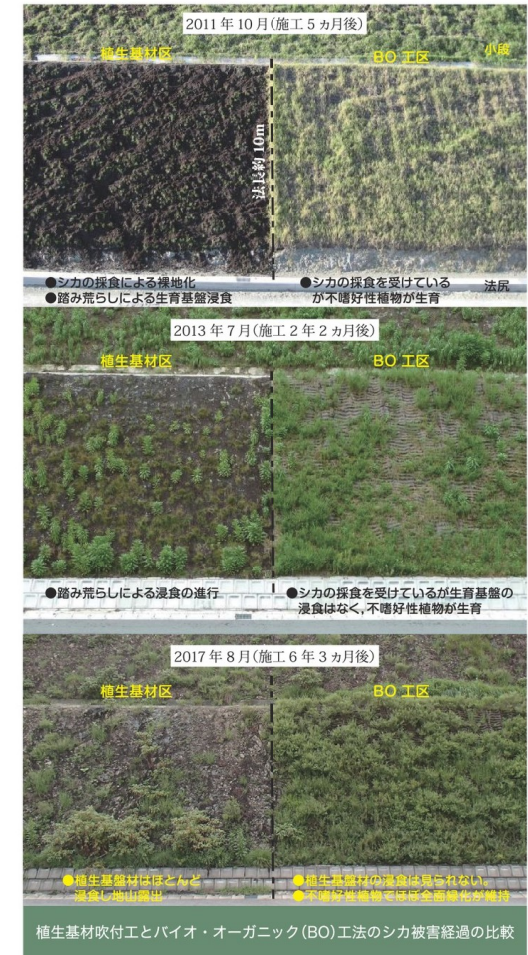 2011年10月(施工5ヵ月後)
植生基材区
BO工区
小段
法長約10m
●シカの採食による裸地化
●踏み荒らしによる生育基盤浸食
●シカの採食を受けている
が不嗜好性植物が生育
法尻
2013年7月(施工2年2ヵ月後)
植生基材区
BO工区
●踏み荒らしによる浸食の進行
●シカの採食を受けているが生育基盤の
浸食はなく,不嗜好性植物が生育
2017年8月(施工6年3ヵ月後)
植生基材区
BO工区
●植生基盤材はほとんど
浸食し地山露出
●植生基盤材の浸食は見られない。
●不嗜好性植物でほぼ全面緑化が維持
植生基材吹付工とバイオ・オーガニック(BO)工法のシカ被害経過の比較